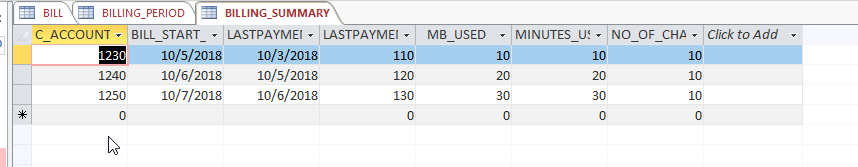 BILL BILLING_PERIOD BILLING_SUMMARY
C_ACCOUNT BILL_START_ LASTPAYMEI LASTPAYMEI MB_USED MINUTES_US NO_OF_CHA Click to Add
1230 10/5/2018 10/3/2018 110 10 10 10
1240 10/6/2018 10/5/2018 120 20 20 10
1250 10/7/2018 10/6/2018 130 30 30 10
* 0 0 0 0 0